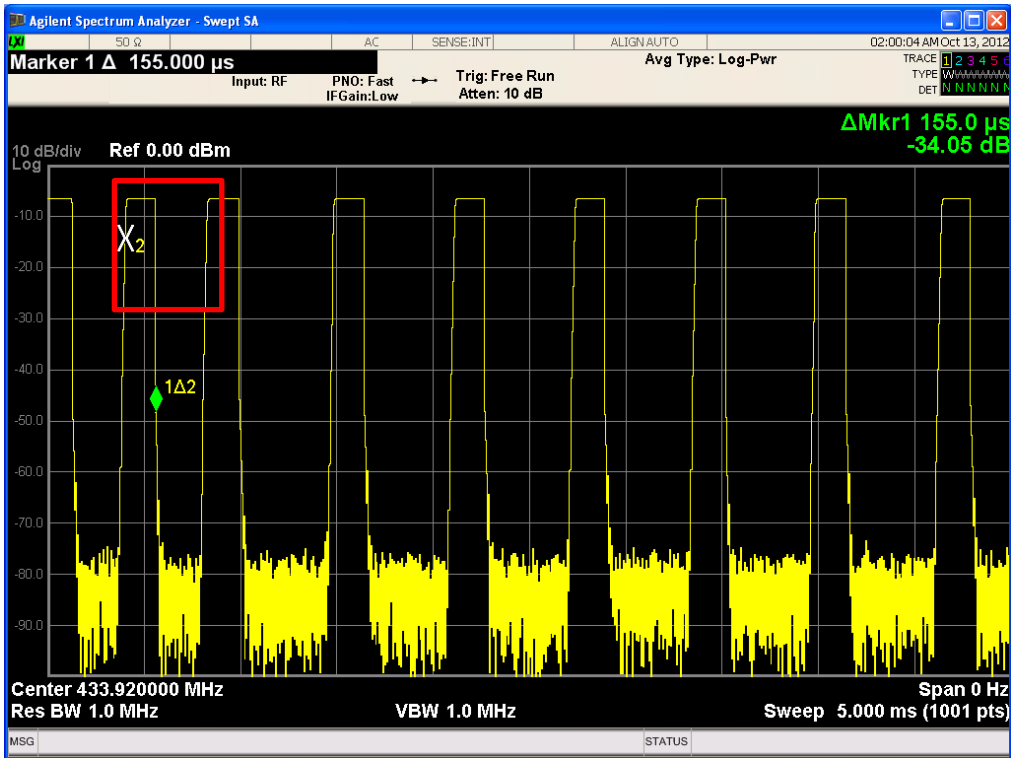 Agilent Spectrum Analyzer - Swept SA
LXI 50 Ω AC SENSE:INT ALIGN AUTO 02:00:04 AM Oct 13, 2012
Marker 1 Δ 155.000 µs
Avg Type: Log-Pwr
TRACE 1 2 3 4 5 6
Input: RF PNO: Fast Trig: Free Run
TYPE
IFGain:Low Atten: 10 dB
DET N N N N N N
ΔMkr1 155.0 µs
-34.05 dB
10 dB/div Ref 0.00 dBm
Log
-10.0
X2
-20.0
-30.0
-40.0
1Δ2
-50.0
-60.0
-70.0
-80.0
-90.0
Center 433.920000 MHz Span 0 Hz
Res BW 1.0 MHz VBW 1.0 MHz Sweep 5.000 ms (1001 pts)
MSG STATUS